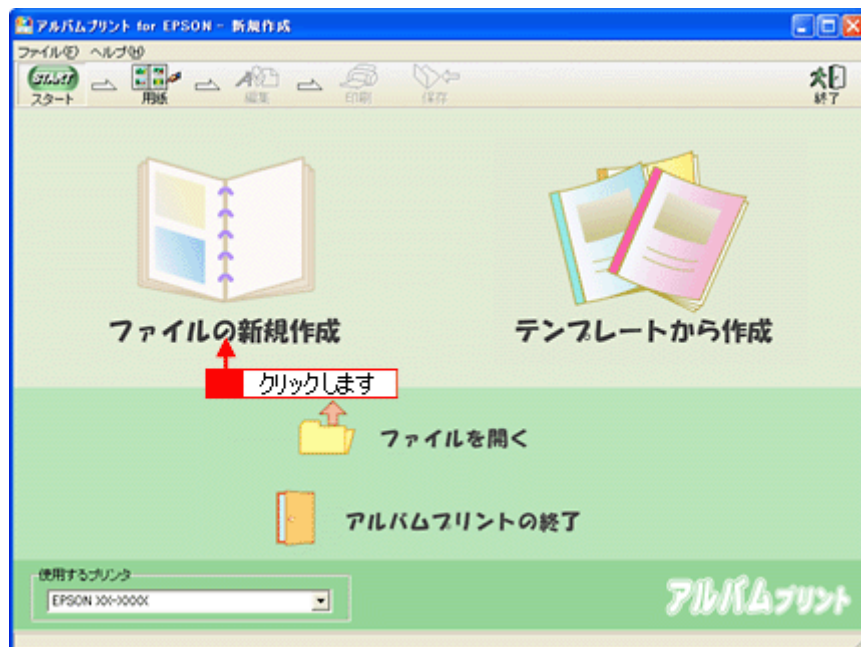 アルバムプリント for EPSON - 新規作成
ファイル(F) ヘルプ(H)
START
スタート 用紙 編集 印刷 保存 終了
ファイルの新規作成 テンプレートから作成
クリックします
ファイルを開く
アルバムプリントの終了
使用するプリンタ
EPSON XX-XXXX
アルバムプリント